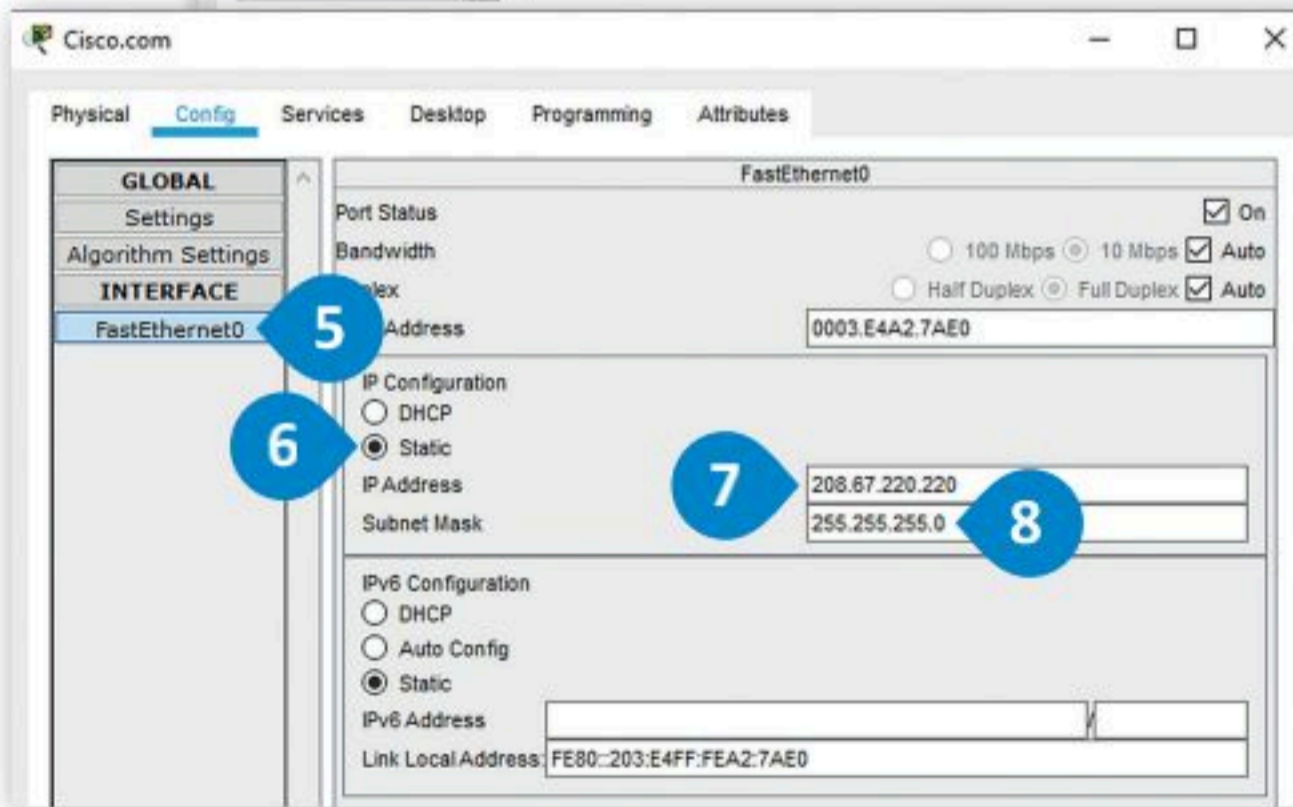 Cisco.com
Physical Config Services Desktop Programming Attributes
GLOBAL
Settings
Algorithm Settings
INTERFACE
FastEthernet0
5
FastEthernet0
Port Status On
Bandwidth 100 Mbps 10 Mbps Auto
Half Duplex Full Duplex Auto
Address 0003.E4A2.7AE0
IP Configuration
DHCP
6 Static
IP Address 7 208.67.220.220
Subnet Mask 255.255.255.0 8
IPv6 Configuration
DHCP
Auto Config
Static
IPv6 Address /
Link Local Address: FE80::203:E4FF:FEA2:7AE0